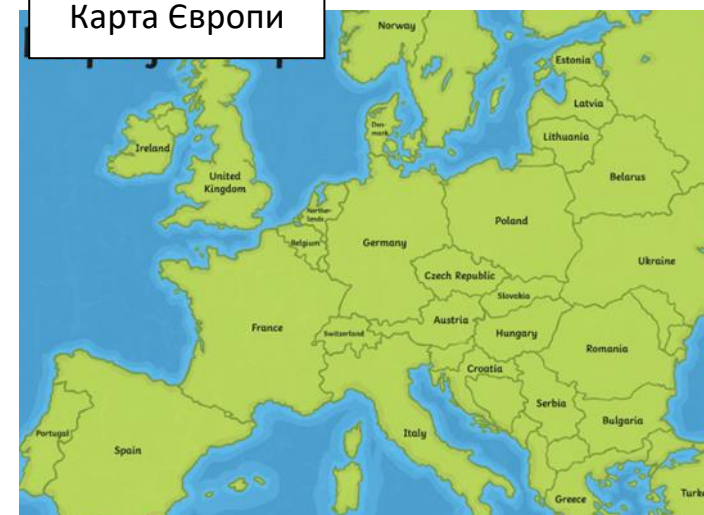 Карта Європи
Norway
Estonia
Latvia
Den-
mark
Lithuania
Ireland
United
Kingdom
Belarus
Nether-
lands
Poland
Belgium
Germany
Ukraine
Czech Republic
Slovakia
Austria
France
Switzerland
Hungary
Romania
Croatia
Serbia
Bulgaria
Portugal
Italy
Spain
Greece